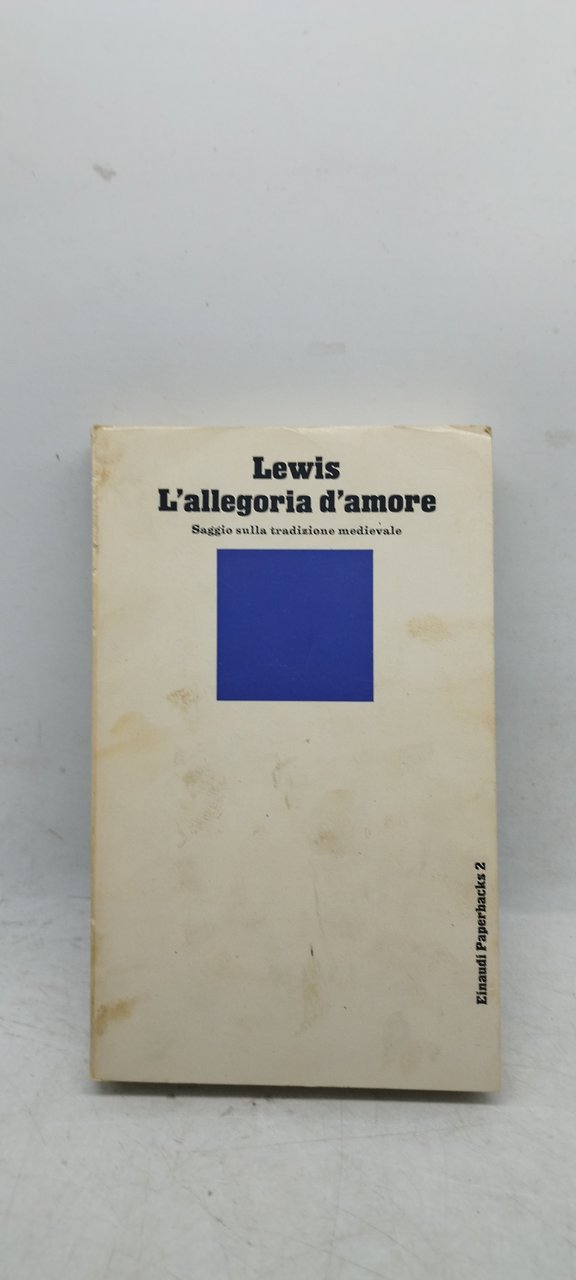 Lewis
L'allegoria d'amore
Saggio sulla tradizione medievale
Einaudi Paperbacks 2